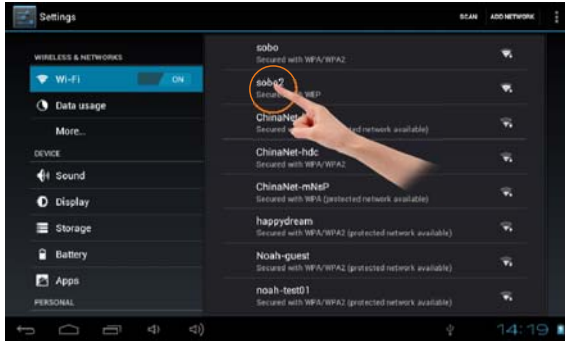 Settings
SCAN ADD NETWORK
WIRELESS & NETWORKS
Wi-Fi ON
Data usage
More...
DEVICE
Sound
Display
Storage
Battery
Apps
PERSONAL
sobo
Secured with WPA/WPA2
sobo2
WEP
ChinaNet-
Secured ted network available)
ChinaNet-hdc
Secured with WPA/WPA2
ChinaNet-mNsP
Secured with WPA (protected network available)
happydream
Secured with WPA/WPA2 (protected network available)
Noah-guest
Secured with WPA/WPA2 (protected network available)
noah-test01
Secured with WPA/WPA2 (protected network available)
14:19